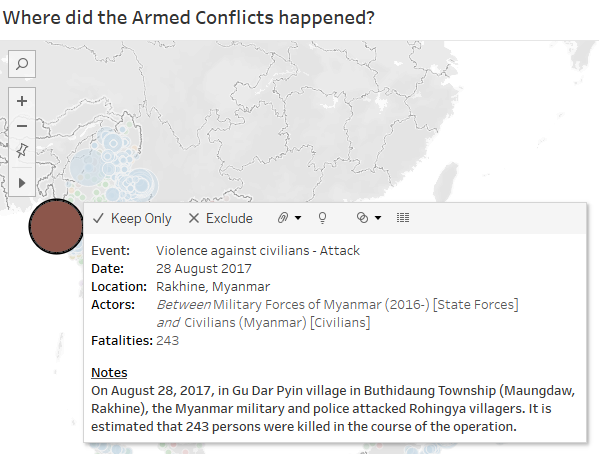 Where did the Armed Conflicts happened?
Keep Only Exclude
Event: Violence against civilians - Attack
Date: 28 August 2017
Location: Rakhine, Myanmar
Actors: Between Military Forces of Myanmar (2016-) [State Forces]
and Civilians (Myanmar) [Civilians]
Fatalities: 243
Notes
On August 28, 2017, in Gu Dar Pyin village in Buthidaung Township (Maungdaw,
Rakhine), the Myanmar military and police attacked Rohingya villagers. It is
estimated that 243 persons were killed in the course of the operation.